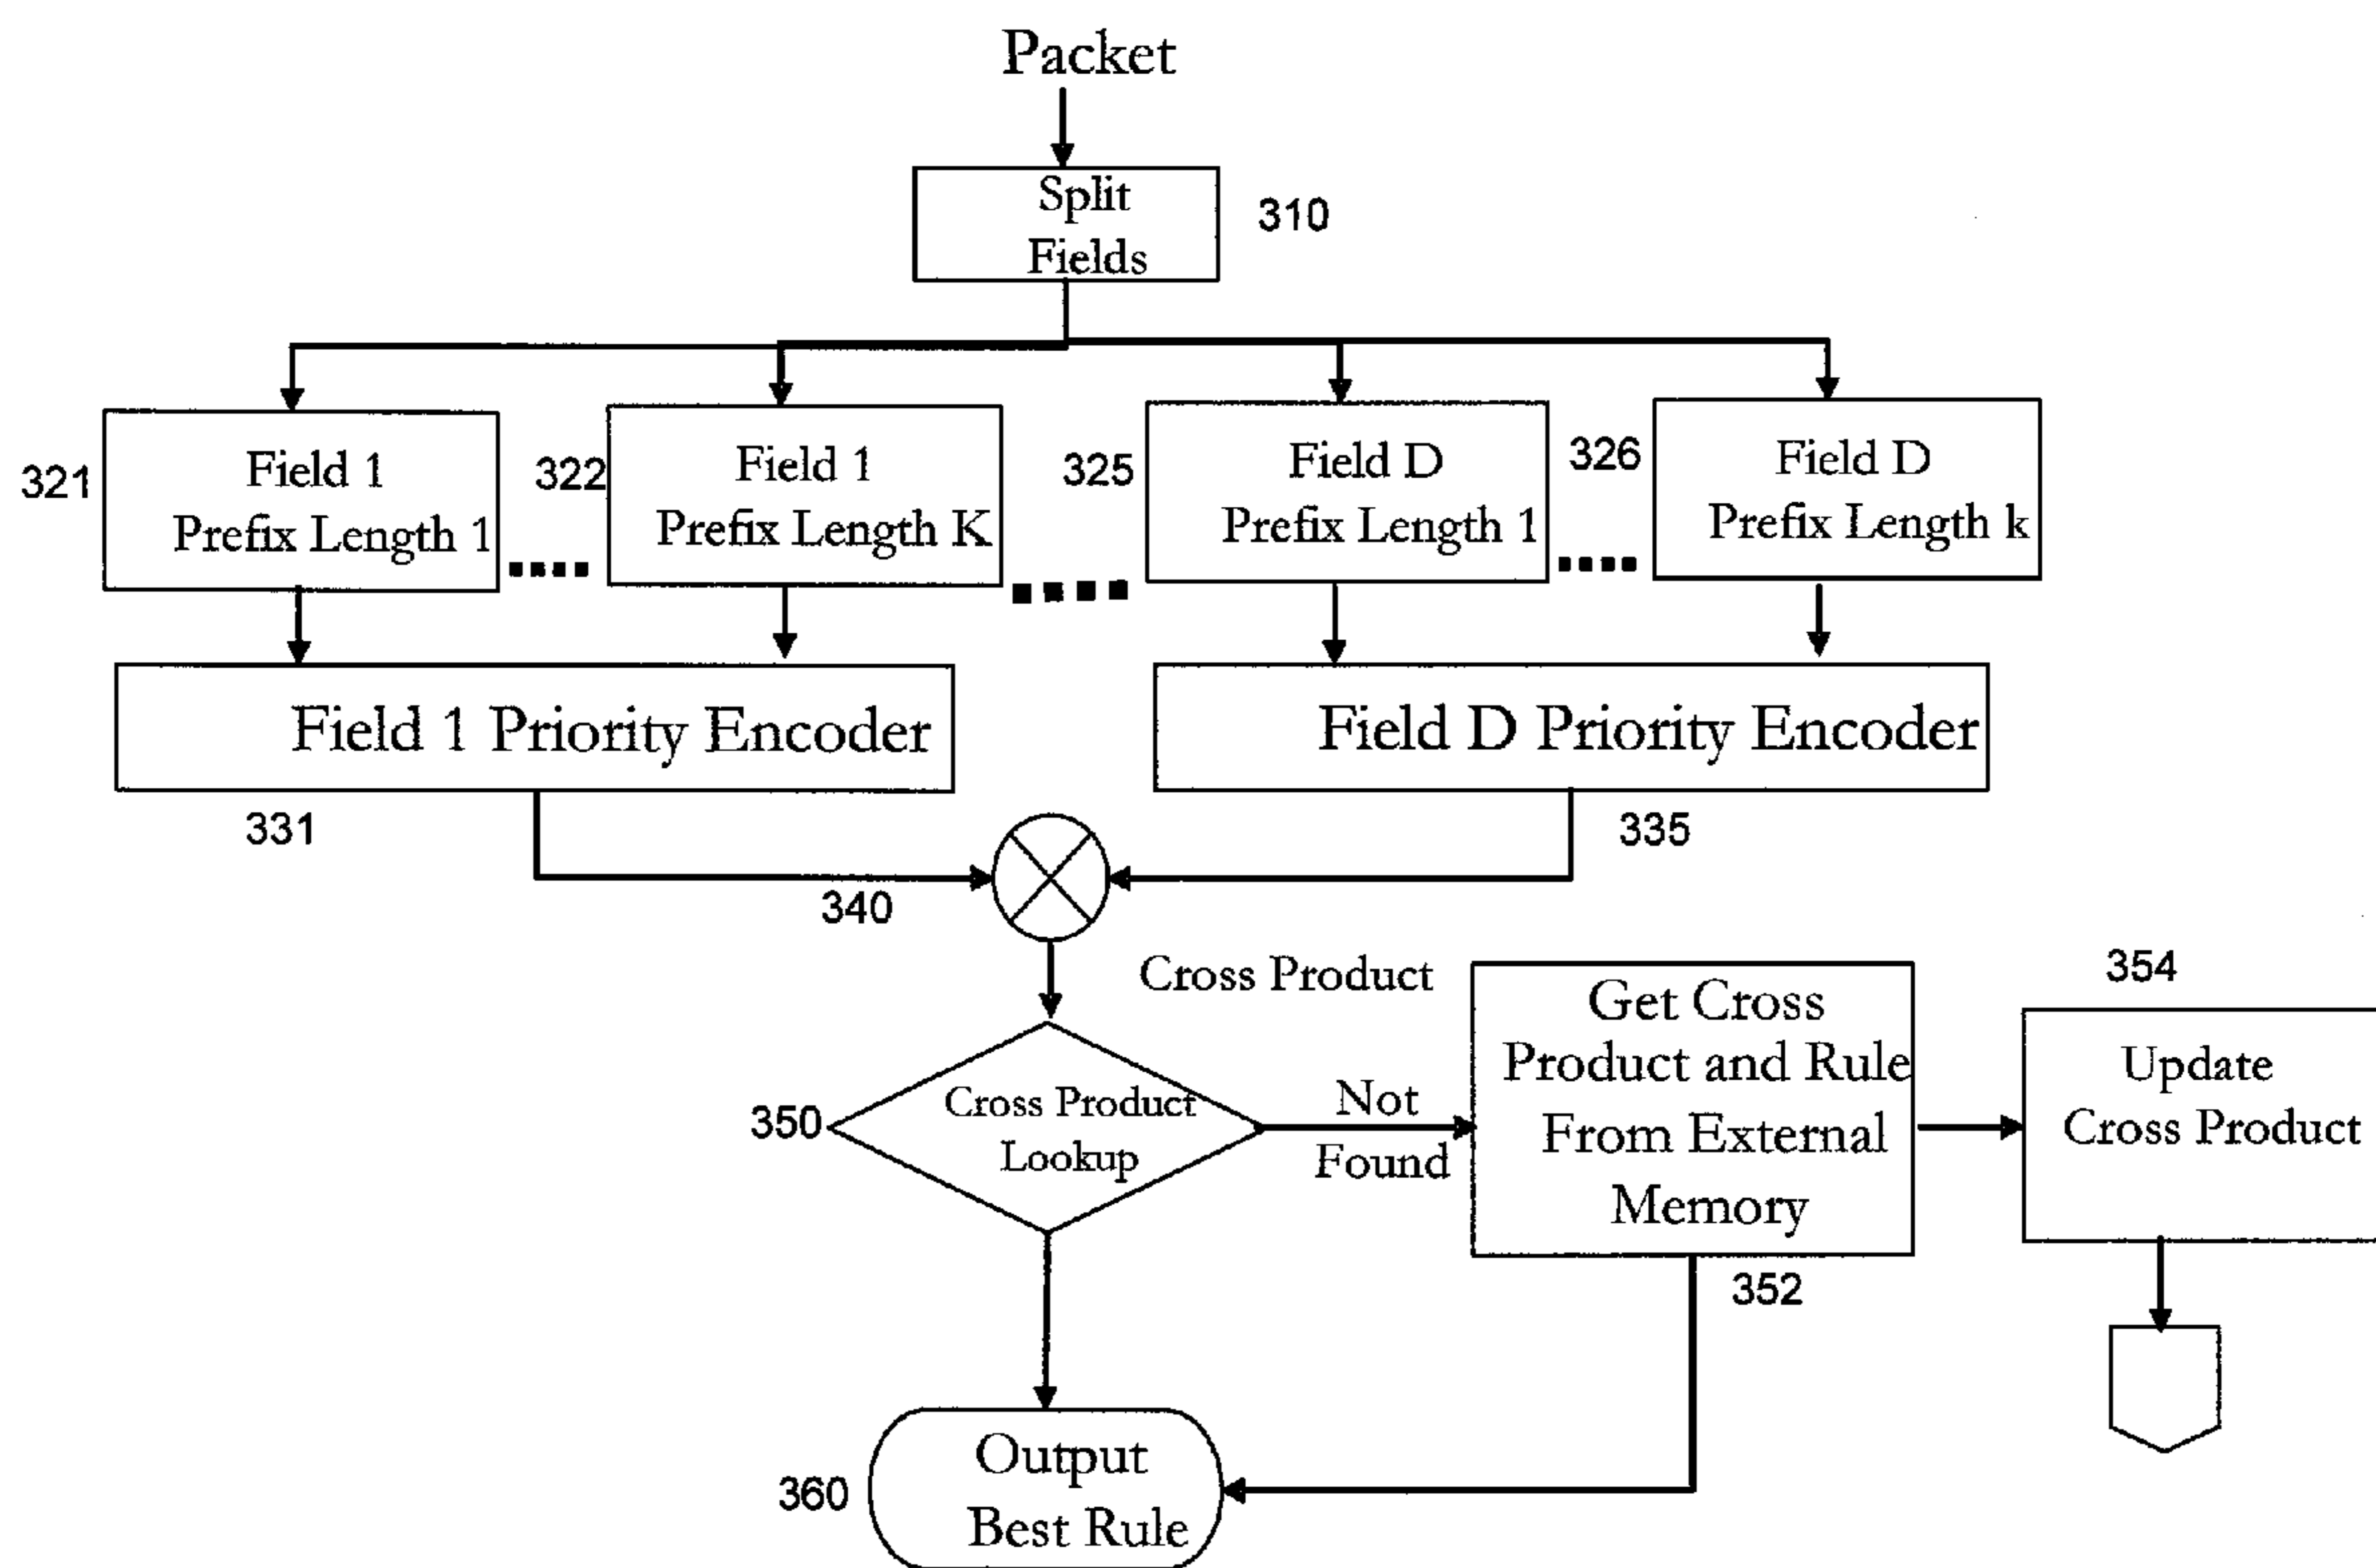 Packet
Split
Fields
310
321
Field 1
Prefix Length 1
322
Field 1
Prefix Length K
325
Field D
Prefix Length 1
326
Field D
Prefix Length k
Field 1 Priority Encoder
Field D Priority Encoder
331
335
340
Cross Product
350
Cross Product
Lookup
Not
Found
Get Cross
Product and Rule
From External
Memory
352
354
Update
Cross Product
360
Output
Best Rule